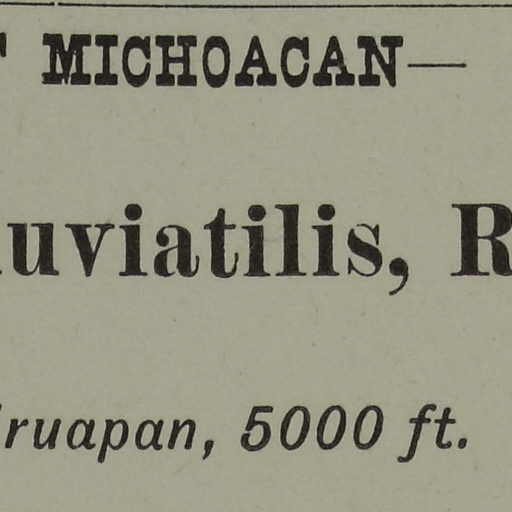 MICHOACAN—
uviatilis, R
ruapan, 5000 ft.